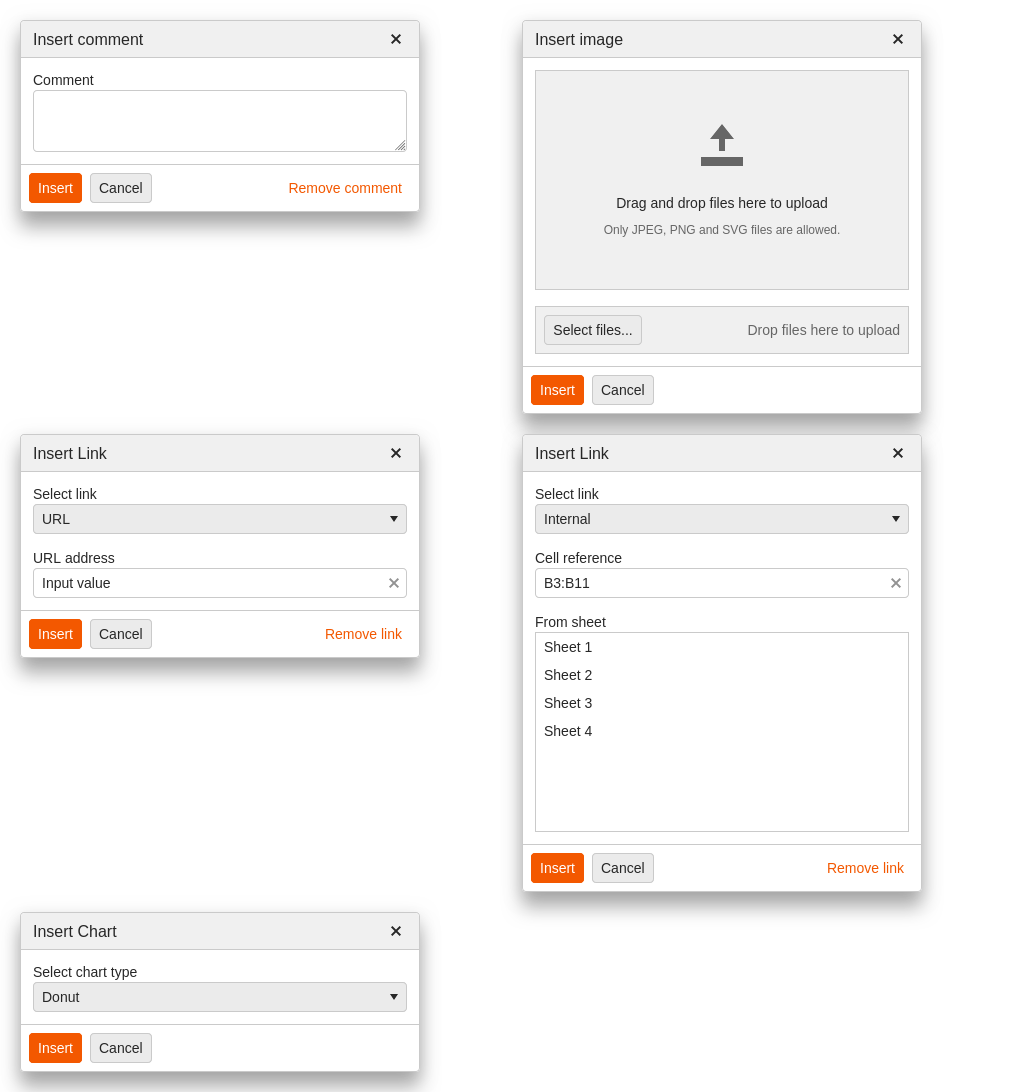 Insert comment
Comment
Insert
Cancel
Remove comment
Insert image
Drag and drop files here to upload
Only JPEG, PNG and SVG files are allowed.
Select files...
Drop files here to upload
Insert
Cancel
Insert Link
Select link
URL
URL address
Input value
Insert
Cancel
Remove link
Insert Link
Select link
Internal
Cell reference
B3:B11
From sheet
Sheet 1
Sheet 2
Sheet 3
Sheet 4
Insert
Cancel
Remove link
Insert Chart
Select chart type
Donut
Insert
Cancel